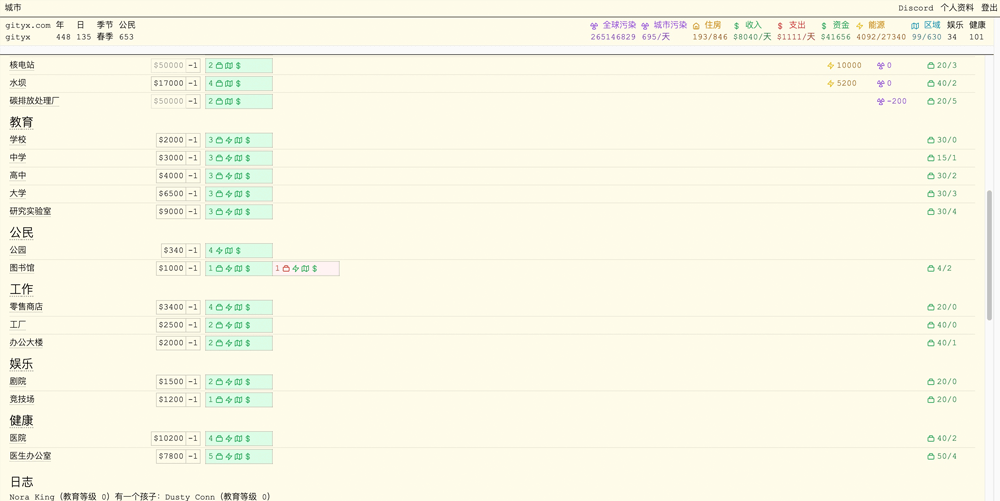 城市 Discord 个人资料 登出
gityx.com 年 日 季节 公民 全球污染 城市污染 住房 $ 收入 $ 支出 $ 资金 能源 区域 娱乐 健康
gityx 448 135 春季 653 265146829 695/天 193/846 $8040/天 $1111/天 $41656 4092/27340 99/630 34 101
核电站 $50000 -1 2 $ 10000 0 20/3
水坝 $17000 -1 4 $ 5200 0 40/2
碳排放处理厂 $50000 -1 2 $ -200 20/5
教育
学校 $2000 -1 3 $ 30/0
中学 $3000 -1 3 $ 15/1
高中 $4000 -1 3 $ 30/2
大学 $6500 -1 3 $ 30/3
研究实验室 $9000 -1 3 $ 30/4
公民
公园 $340 -1 4 $
图书馆 $1000 -1 1 $ 1 $ 4/2
工作
零售商店 $3400 -1 4 $ 20/0
工厂 $2500 -1 2 $ 40/0
办公大楼 $2000 -1 2 $ 40/1
娱乐
剧院 $1500 -1 2 $ 20/0
竞技场 $1200 -1 1 $ 20/0
健康
医院 $10200 -1 4 $ 40/2
医生办公室 $7800 -1 5 $ 50/4
日志
Nora King (教育等级 0) 有一个孩子: Dusty Conn (教育等级 0)